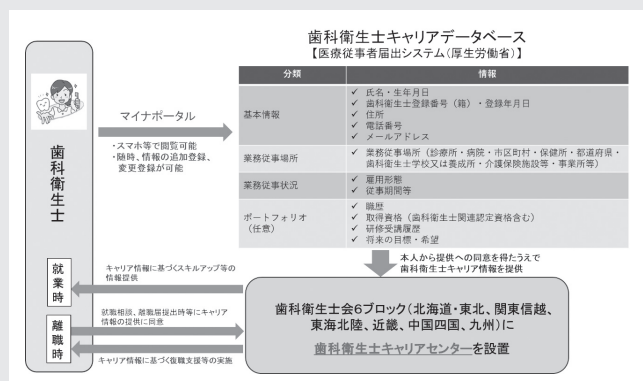 歯科衛生士キャリアデータベース
【医療従事者届出システム(厚生労働省)】
分類 情報
基本情報
✓ 氏名・生年月日
✓ 歯科衛生士登録番号(籍)・登録年月日
✓ 住所
✓ 電話番号
✓ メールアドレス
業務従事場所
✓ 業務従事場所(診療所・病院・市区町村・保健所・都道府県・
歯科衛生士学校又は養成所・介護保険施設等・事業所等)
業務従事状況
✓ 雇用形態
✓ 従事期間等
ポートフォリオ
(任意)
✓ 職歴
✓ 取得資格(歯科衛生士関連認定資格含む)
✓ 研修受講履歴
✓ 将来の目標・希望
歯科衛生士
マイナポータル
・スマホ等で閲覧可能
・随時、情報の追加登録、
変更登録が可能
本人から提供への同意を得たうえで
歯科衛生士キャリア情報を提供
就業時
キャリア情報に基づくスキルアップ等の
情報提供
離職時
就職相談、離職届提出時等にキャリア
情報の提供に同意
キャリア情報に基づく復職支援等の実施
歯科衛生士会6ブロック(北海道・東北、関東信越、
東海北陸、近畿、中国四国、九州)に
歯科衛生士キャリアセンターを設置